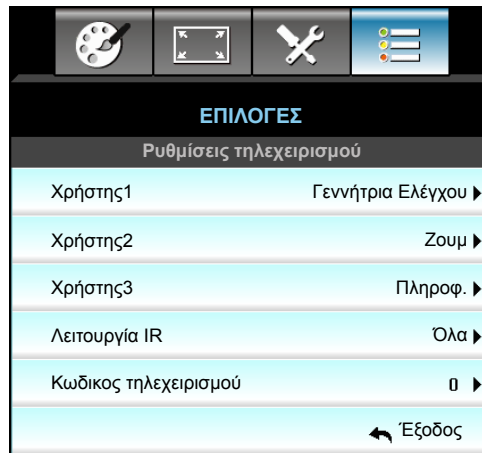 ΕΠΙΛΟΓΕΣ
Ρυθμίσεις τηλεχειρισμού
Χρήστης1 Γεννήτρια Ελέγχου
Χρήστης2 Ζουμ
Χρήστης3 Πληροφ.
Λειτουργία IR Όλα
Κωδικος τηλεχειρισμού 0
Έξοδος